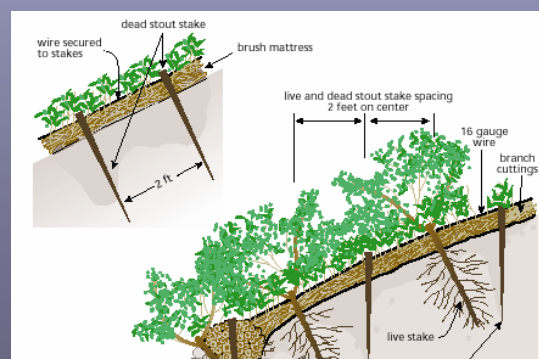 dead stout stake
wire secured
to stakes
brush mattress
2 ft
live and dead stout stake spacing
2 feet on center
16 gauge
wire
branch
cuttings
live stake